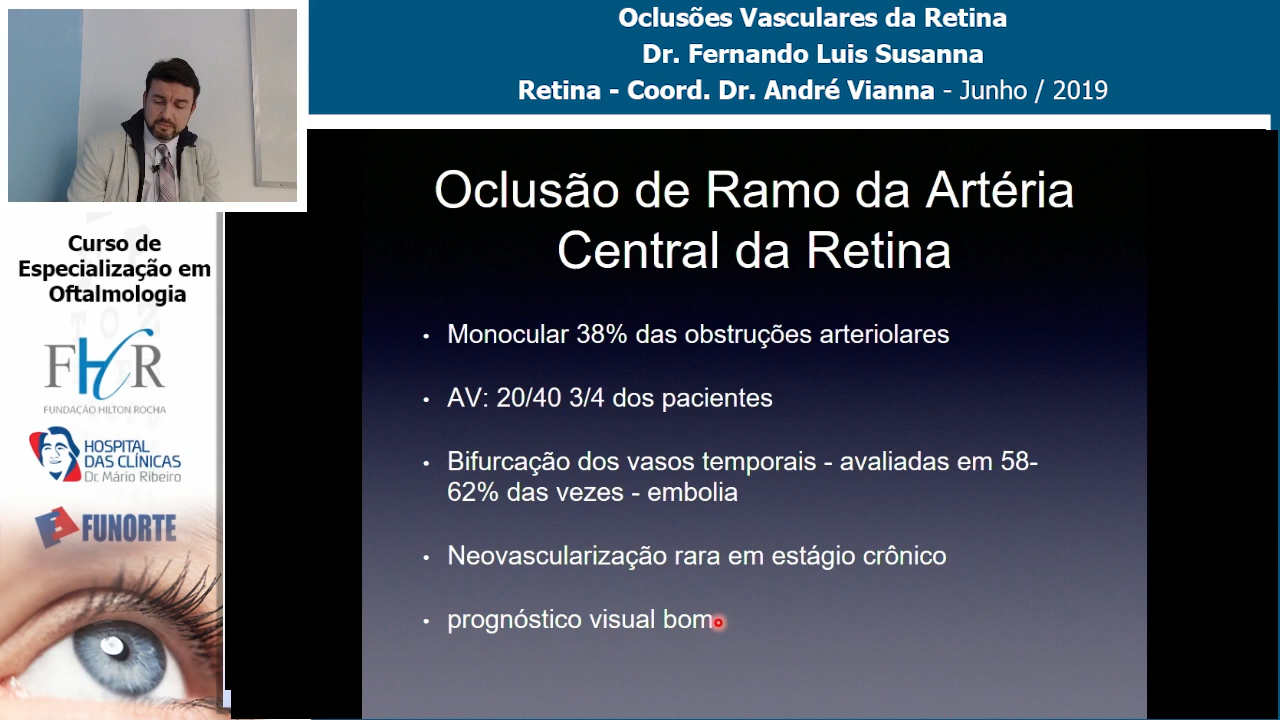 Oclusões Vasculares da Retina
Dr. Fernando Luis Susanna
Retina - Coord. Dr. André Vianna - Junho / 2019
Curso de
Especialização em
Oftalmologia
FHR
FUNDAÇÃO HILTON ROCHA
HOSPITAL
DAS CLÍNICAS
Dr. Mário Ribeiro
FUNORTE
Oclusão de Ramo da Artéria
Central da Retina
• Monocular 38% das obstruções arteriolares
• AV: 20/40 3/4 dos pacientes
• Bifurcação dos vasos temporais - avaliadas em 58-
62% das vezes - embolia
• Neovascularização rara em estágio crônico
• prognóstico visual bom